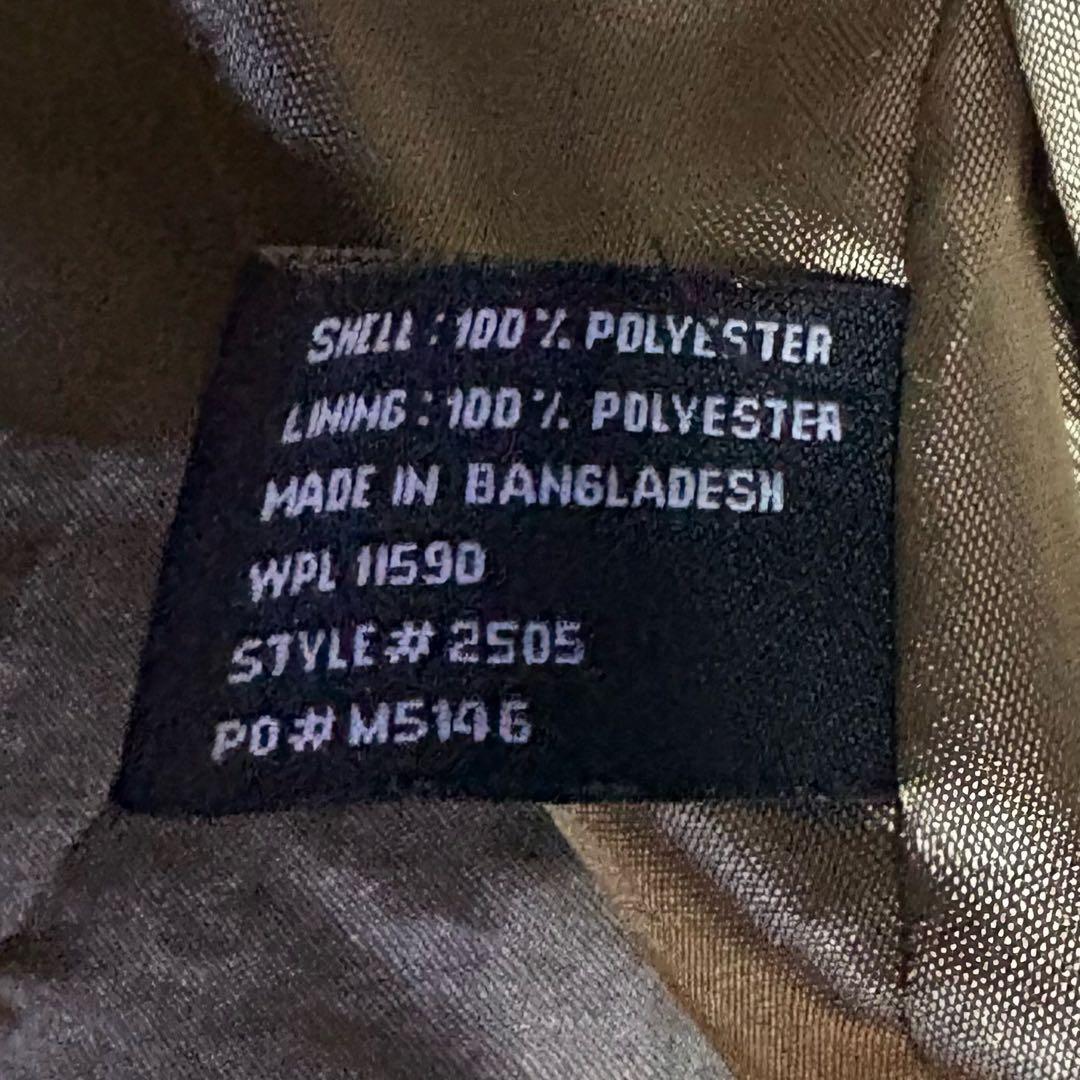 SHELL : 100 % POLYESTER
LINING : 100 % POLYESTER
MADE IN BANGLADESH
WPL 11590
STYLE# 2505
PO# M5146